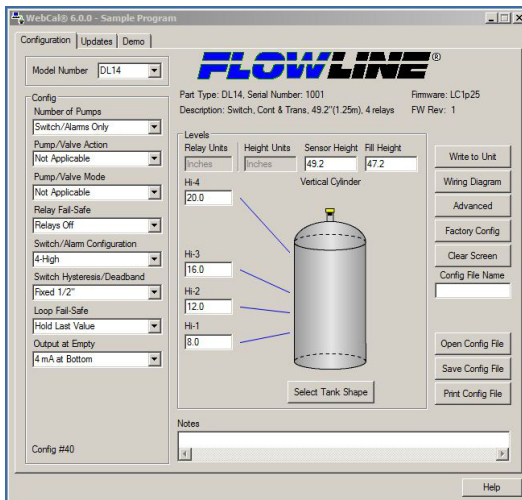 WebCal® 6.0.0 - Sample Program
Configuration Updates Demo
Model Number DL14
FLOWLINE®
Part Type: DL14, Serial Number: 1001 Firmware: LC1p25
Description: Switch, Cont & Trans, 49.2"(1.25m), 4 relays FW Rev: 1
Config
Number of Pumps
Switch/Alarms Only
Pump/Valve Action
Not Applicable
Pump/Valve Mode
Not Applicable
Relay Fail-Safe
Relays Off
Switch/Alarm Configuration
4-High
Switch Hysteresis/Deadband
Fixed 1/2"
Loop Fail-Safe
Hold Last Value
Output at Empty
4 mA at Bottom
Config #40
Levels
Relay Units Height Units Sensor Height Fill Height
Inches Inches 49.2 47.2
Vertical Cylinder
Hi-4
20.0
Hi-3
16.0
Hi-2
12.0
Hi-1
8.0
Select Tank Shape
Write to Unit
Wiring Diagram
Advanced
Factory Config
Clear Screen
Config File Name
Open Config File
Save Config File
Print Config File
Notes
Help